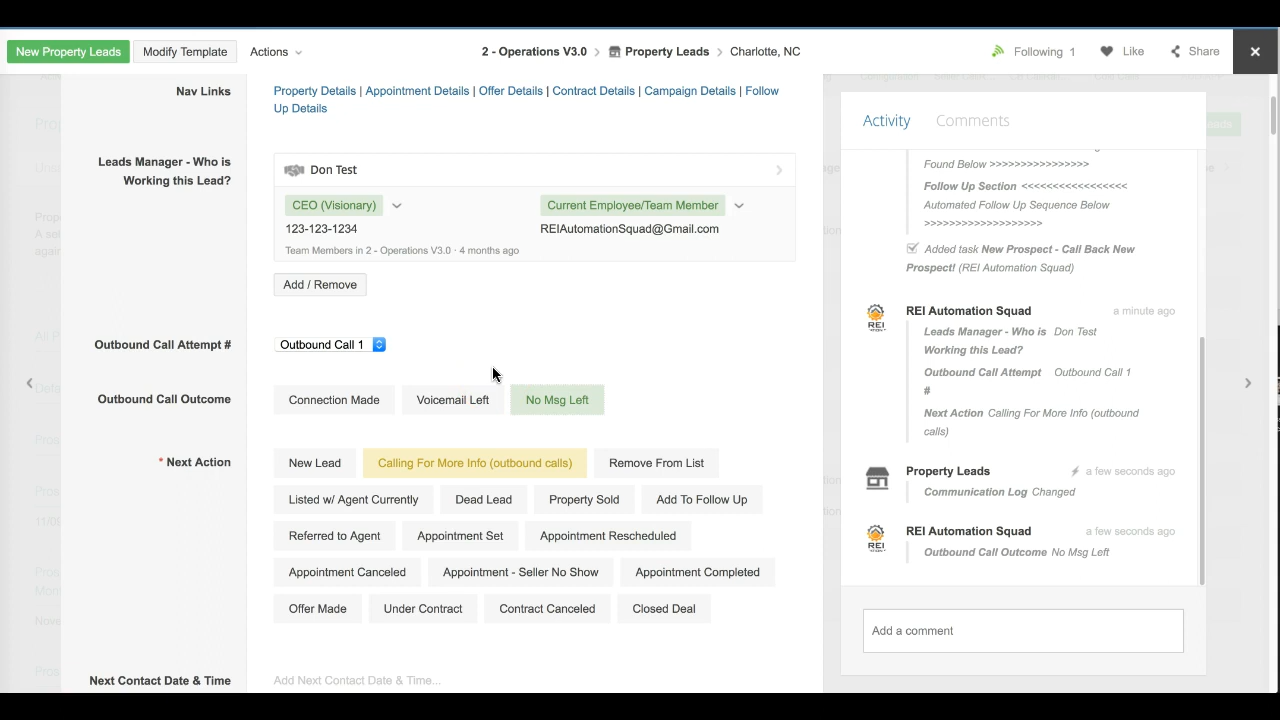 New Property Leads Modify Template Actions 2 - Operations V3.0 > Property Leads > Charlotte, NC Following 1 Like Share ×
Nav Links Property Details | Appointment Details | Offer Details | Contract Details | Campaign Details | Follow
Up Details
Leads Manager - Who is
Working this Lead?
Don Test
CEO (Visionary) Current Employee/Team Member
123-123-1234 REIAutomationSquad@Gmail.com
Team Members in 2 - Operations V3.0 · 4 months ago
Add / Remove
Outbound Call Attempt # Outbound Call 1
Outbound Call Outcome Connection Made Voicemail Left No Msg Left
* Next Action New Lead Calling For More Info (outbound calls) Remove From List
Listed w/ Agent Currently Dead Lead Property Sold Add To Follow Up
Referred to Agent Appointment Set Appointment Rescheduled
Appointment Canceled Appointment - Seller No Show Appointment Completed
Offer Made Under Contract Contract Canceled Closed Deal
Next Contact Date & Time Add Next Contact Date & Time...
Activity Comments
Found Below >>>>>>>>>>>>>>>>
Follow Up Section <<<<<<<<<<<<<<<<<
Automated Follow Up Sequence Below
>>>>>>>>>>>>>>>>>>>
Added task New Prospect - Call Back New
Prospect! (REI Automation Squad)
REI Automation Squad a minute ago
Leads Manager - Who is Don Test
Working this Lead?
Outbound Call Attempt Outbound Call 1
#
Next Action Calling For More Info (outbound
calls)
Property Leads a few seconds ago
Communication Log Changed
REI Automation Squad a few seconds ago
Outbound Call Outcome No Msg Left
Add a comment